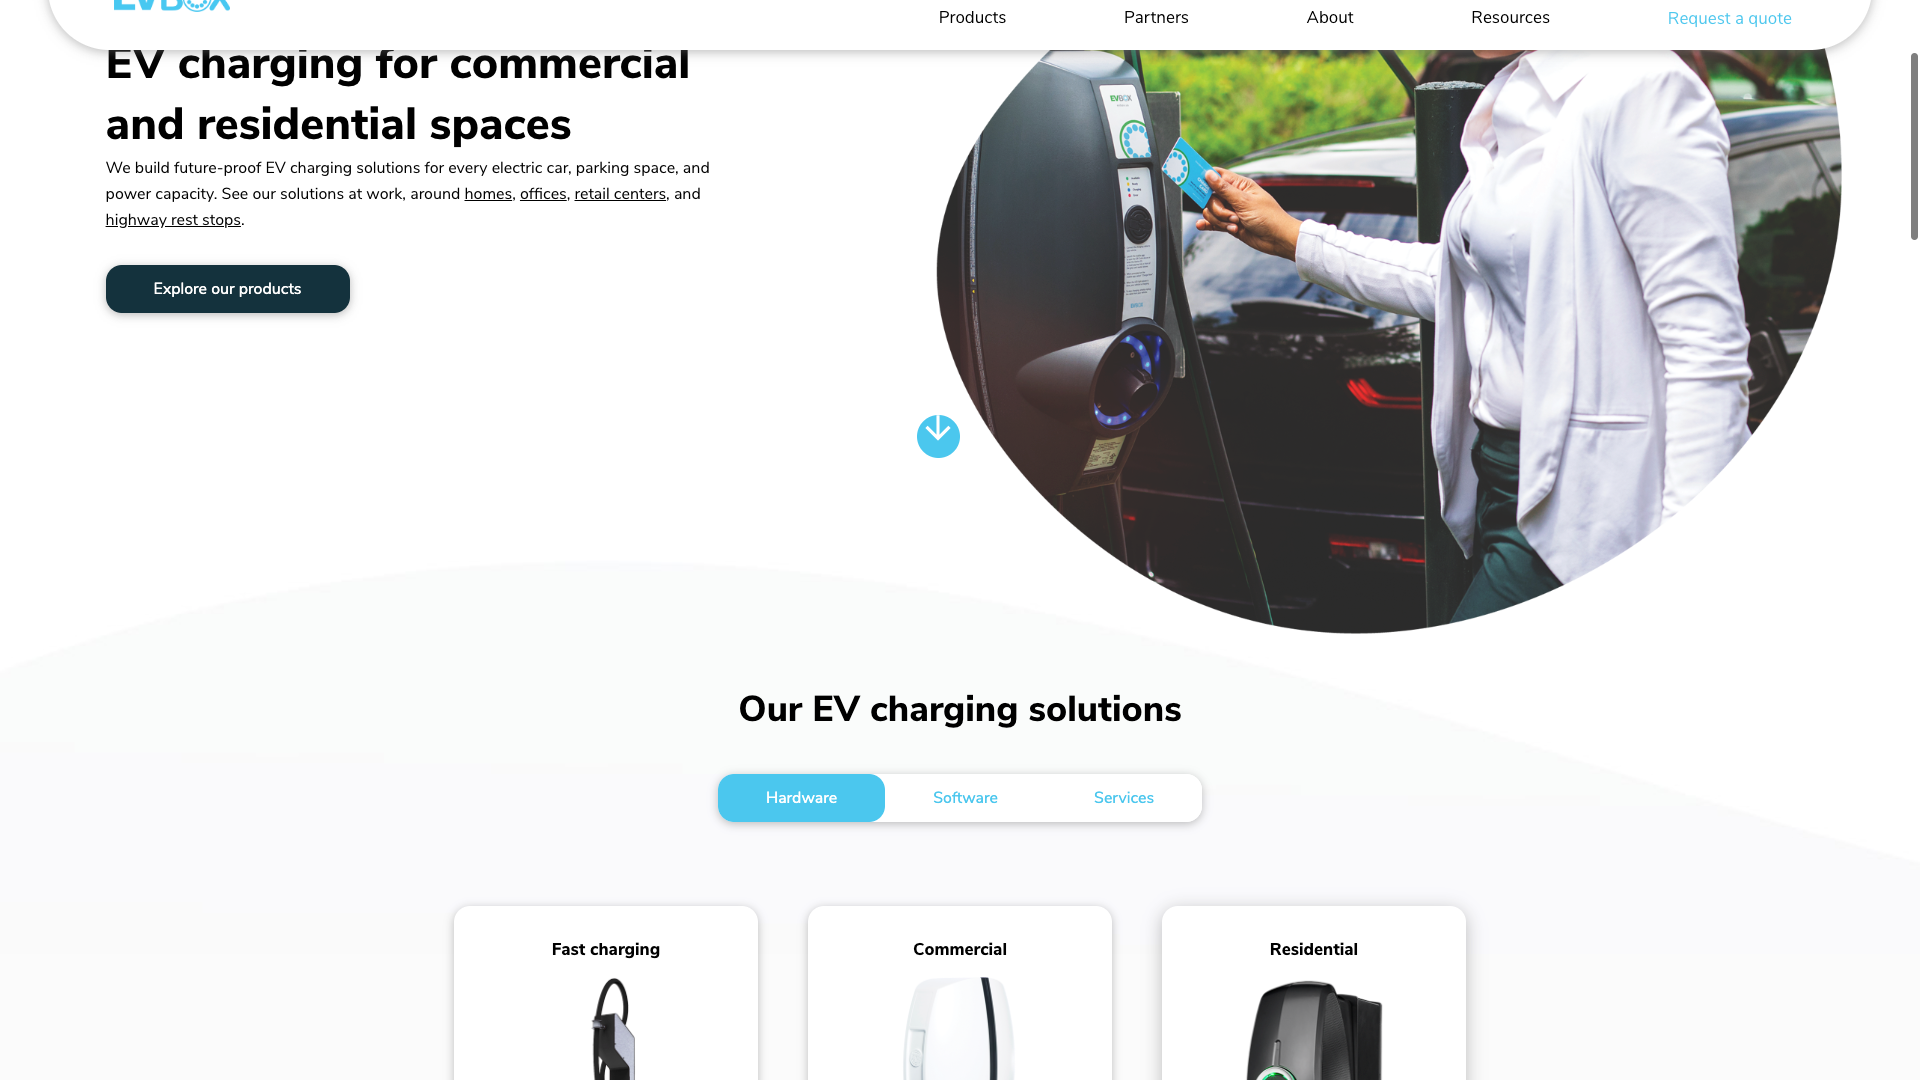 EVBOX
Products
Partners
About
Resources
Request a quote
EV charging for commercial
and residential spaces
We build future-proof EV charging solutions for every electric car, parking space, and
power capacity. See our solutions at work, around homes, offices, retail centers, and
highway rest stops.
Explore our products
EVBOX
Our EV charging solutions
Hardware
Software
Services
Fast charging
Commercial
Residential